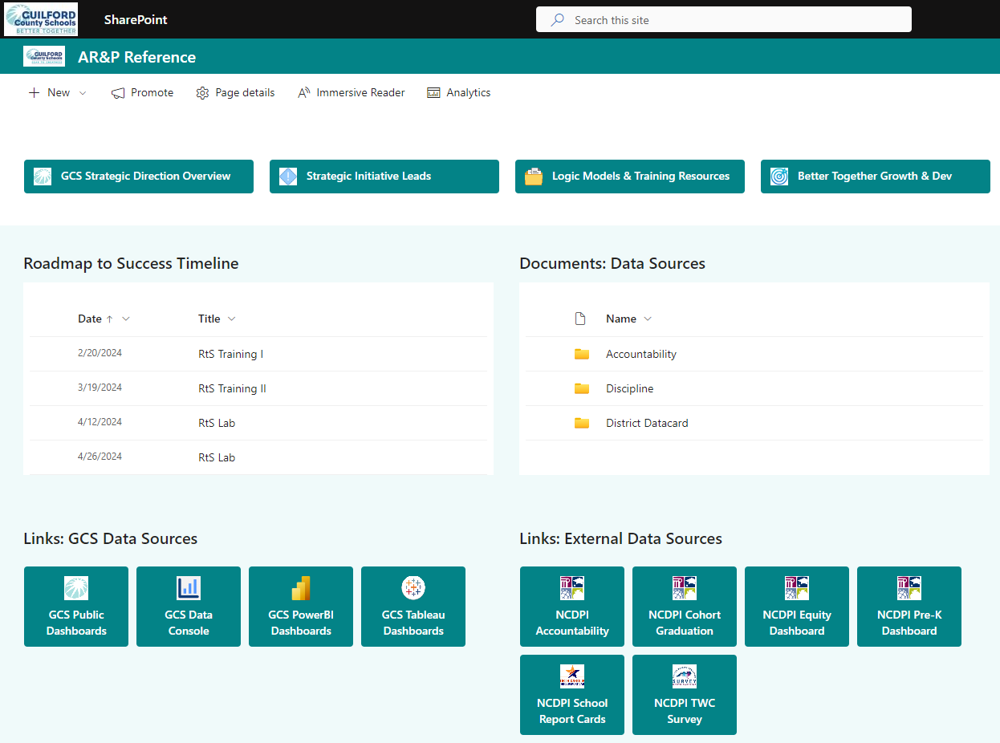 GUILFORD
County Schools
BETTER TOGETHER
SharePoint
Search this site
GUILFORD
County Schools
AR&P Reference
New
Promote
Page details
Immersive Reader
Analytics
GCS Strategic Direction Overview
Strategic Initiative Leads
Logic Models & Training Resources
Better Together Growth & Dev
Roadmap to Success Timeline
Date ↑
Title
2/20/2024
RtS Training I
3/19/2024
RtS Training II
4/12/2024
RtS Lab
4/26/2024
RtS Lab
Documents: Data Sources
Name
Accountability
Discipline
District Datacard
Links: GCS Data Sources
GCS Public
Dashboards
GCS Data
Console
GCS PowerBI
Dashboards
GCS Tableau
Dashboards
Links: External Data Sources
NCDPI
Accountability
NCDPI Cohort
Graduation
NCDPI Equity
Dashboard
NCDPI Pre-K
Dashboard
NCDPI School
Report Cards
SURVEY
NCDPI TWC
Survey